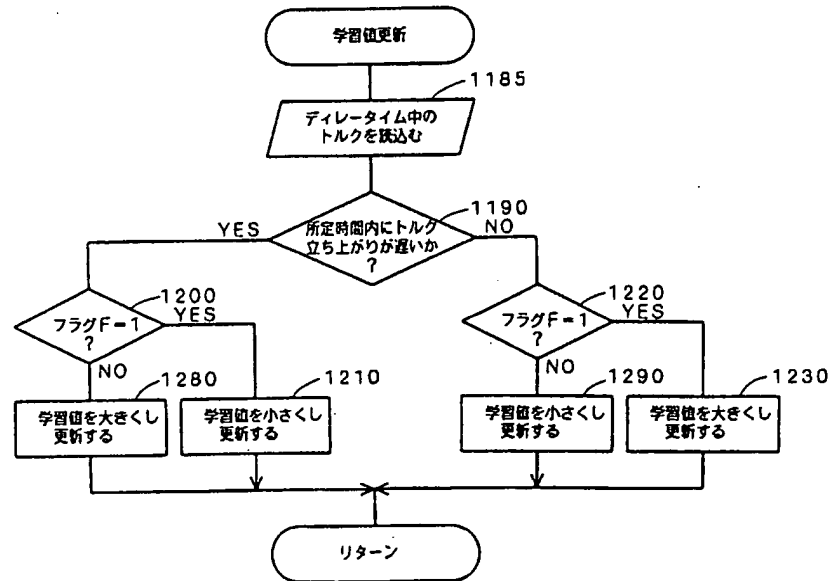 学習値更新
1185
ディレータイム中の
トルクを読込む
1190
YES
所定時間内にトルク
立ち上がりが遅いか
?
NO
1200
フラグF=1
?
YES
NO
1220
フラグF=1
?
YES
NO
1280
学習値を大きくし
更新する
1210
学習値を小さくし
更新する
1290
学習値を小さくし
更新する
1230
学習値を大きくし
更新する
リターン